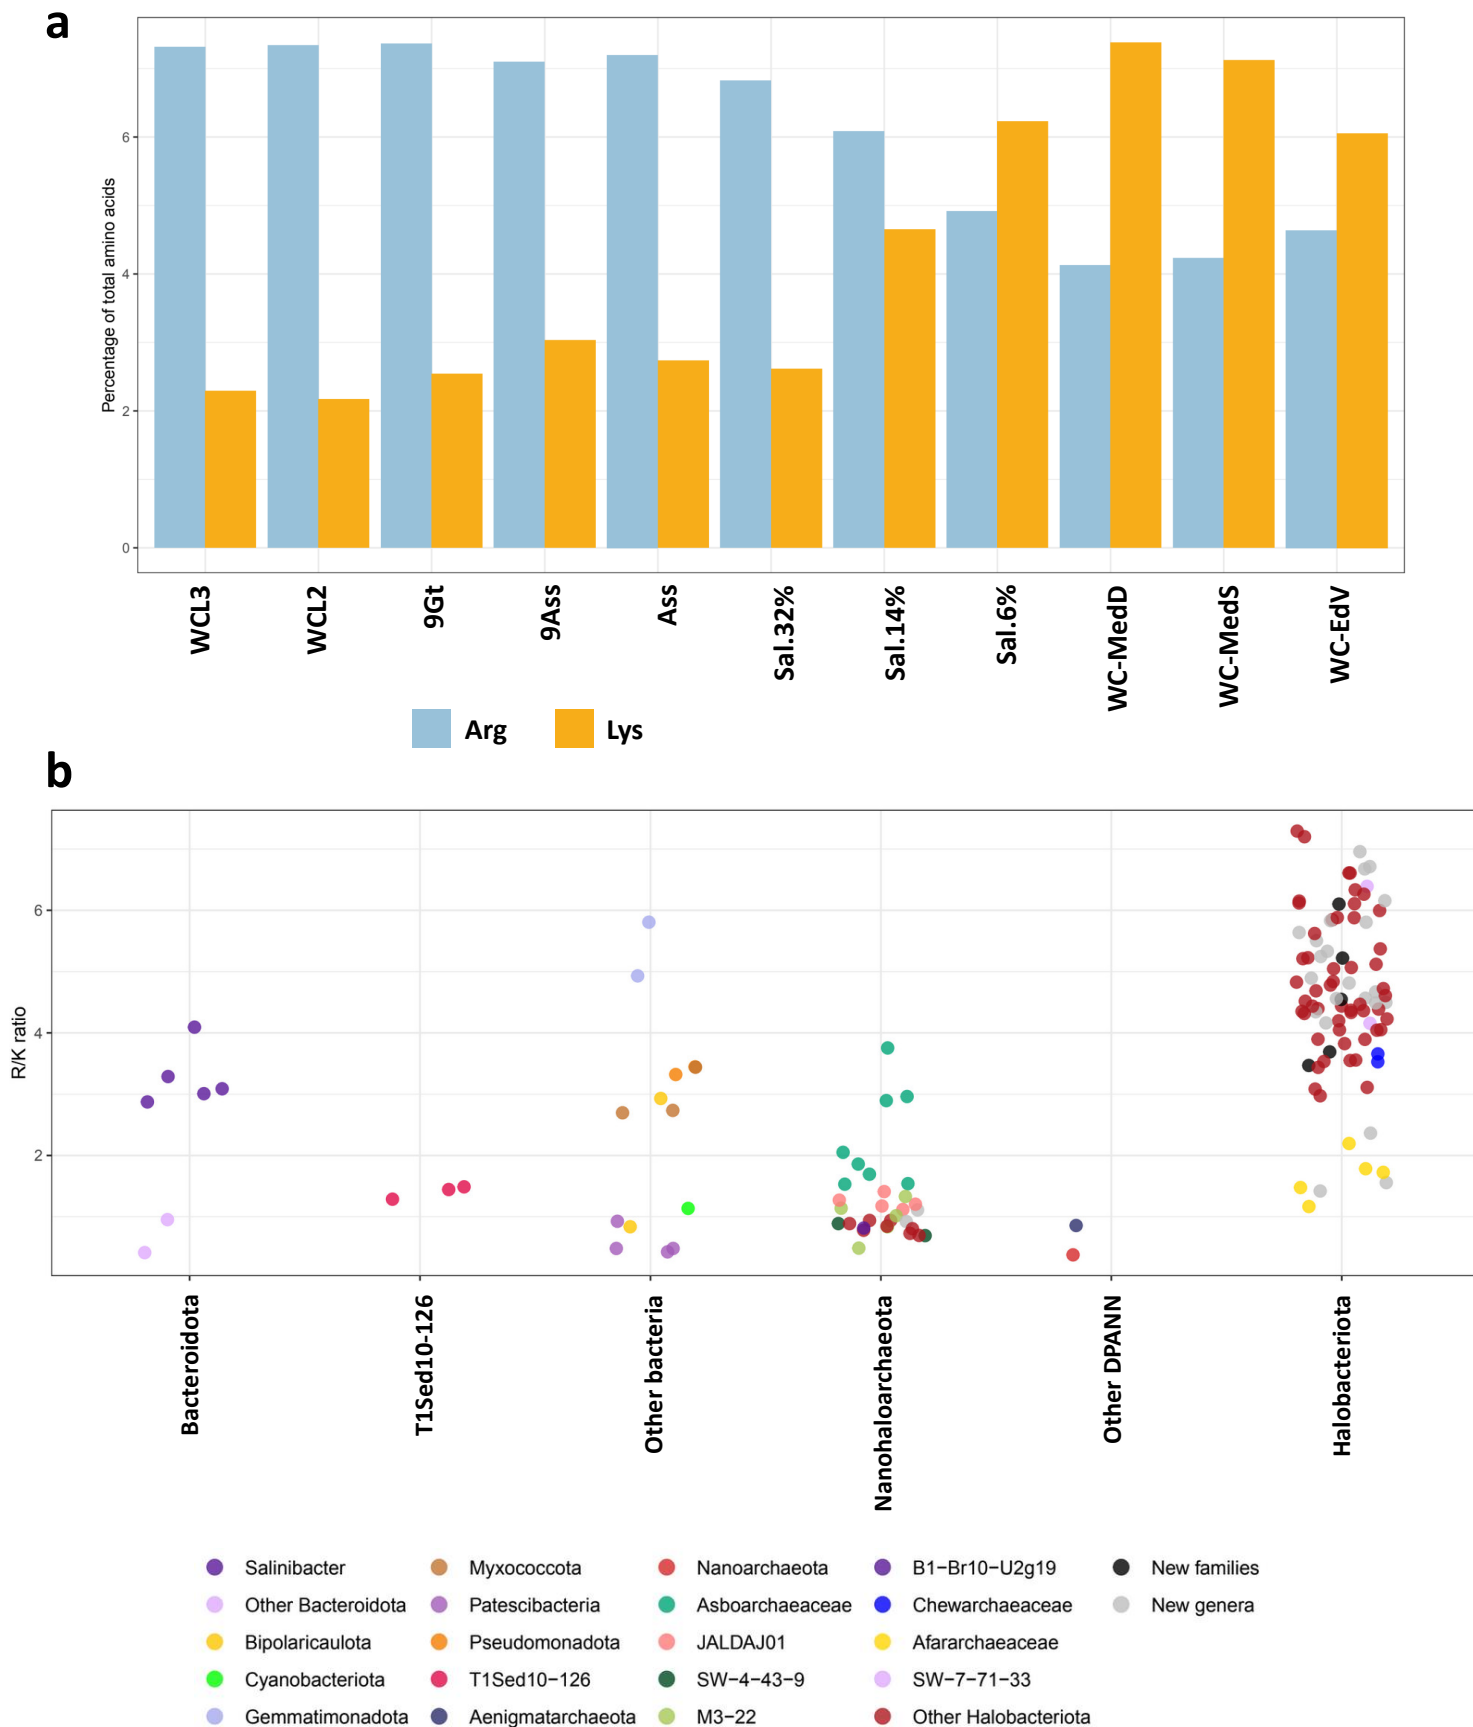 a
Percentage of total amino acids
6
4
2
0
WCL3
WCL2
9Gt
9Ass
Ass
Sal.32%
Sal.14%
Sal.6%
WC-MedD
WC-MedS
WC-EdV
Arg
Lys
b
R/K ratio
6
4
2
Bacteroidota
T1Sed10-126
Other bacteria
Nanohaloarchaeota
Other DPANN
Halobacteriota
Salinibacter Myxococcota Nanoarchaeota B1−Br10−U2g19 New families
Other Bacteroidota Patescibacteria Asboarchaeaceae Chewarchaeaceae New genera
Bipolaricaulota Pseudomonadota JALDAJ01 Afararchaeaceae
Cyanobacteriota T1Sed10−126 SW−4−43−9 SW−7−71−33
Gemmatimonadota Aenigmatarchaeota M3−22 Other Halobacteriota